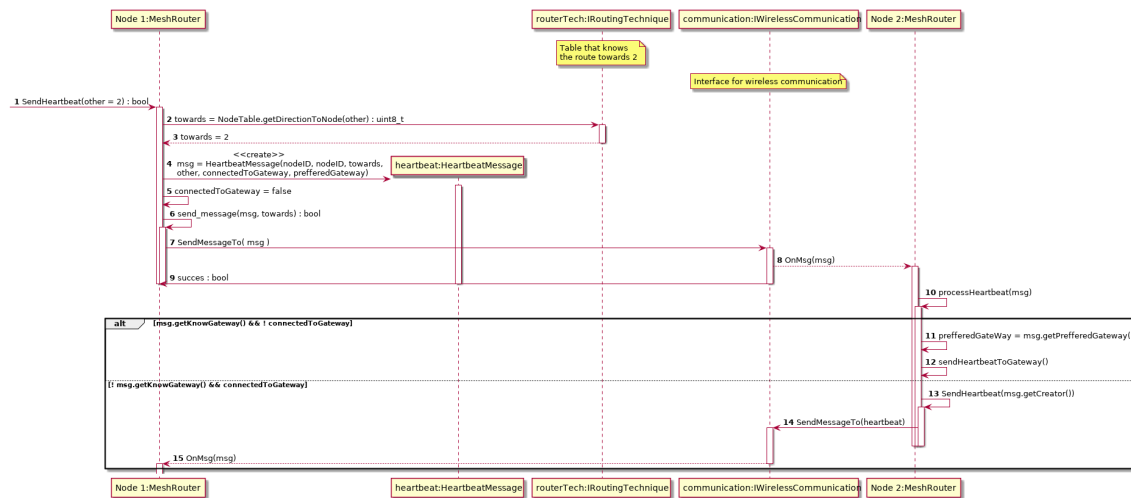 Node 1:MeshRouter
routerTech:IRoutingTechnique
communication:IWirelessCommunication
Node 2:MeshRouter
Table that knows
the route towards 2
Interface for wireless communication
1 SendHeartbeat(other = 2) : bool
2 towards = NodeTable.getDirectionToNode(other) : uint8_t
3 towards = 2
<<create>>
4 msg = HeartbeatMessage(nodeID, nodeID, towards,
other, connectedToGateway, prefferedGateway)
heartbeat:HeartbeatMessage
5 connectedToGateway = false
6 send_message(msg, towards) : bool
7 SendMessageTo( msg )
8 OnMsg(msg)
9 succes : bool
10 processHeartbeat(msg)
alt [msg.getKnowGateway() && ! connectedToGateway]
11 prefferedGateWay = msg.getPrefferedGateway(
12 sendHeartbeatToGateway()
[! msg.getKnowGateway() && connectedToGateway]
13 SendHeartbeat(msg.getCreator())
14 SendMessageTo(heartbeat)
15 OnMsg(msg)
Node 1:MeshRouter
heartbeat:HeartbeatMessage
routerTech:IRoutingTechnique
communication:IWirelessCommunication
Node 2:MeshRouter